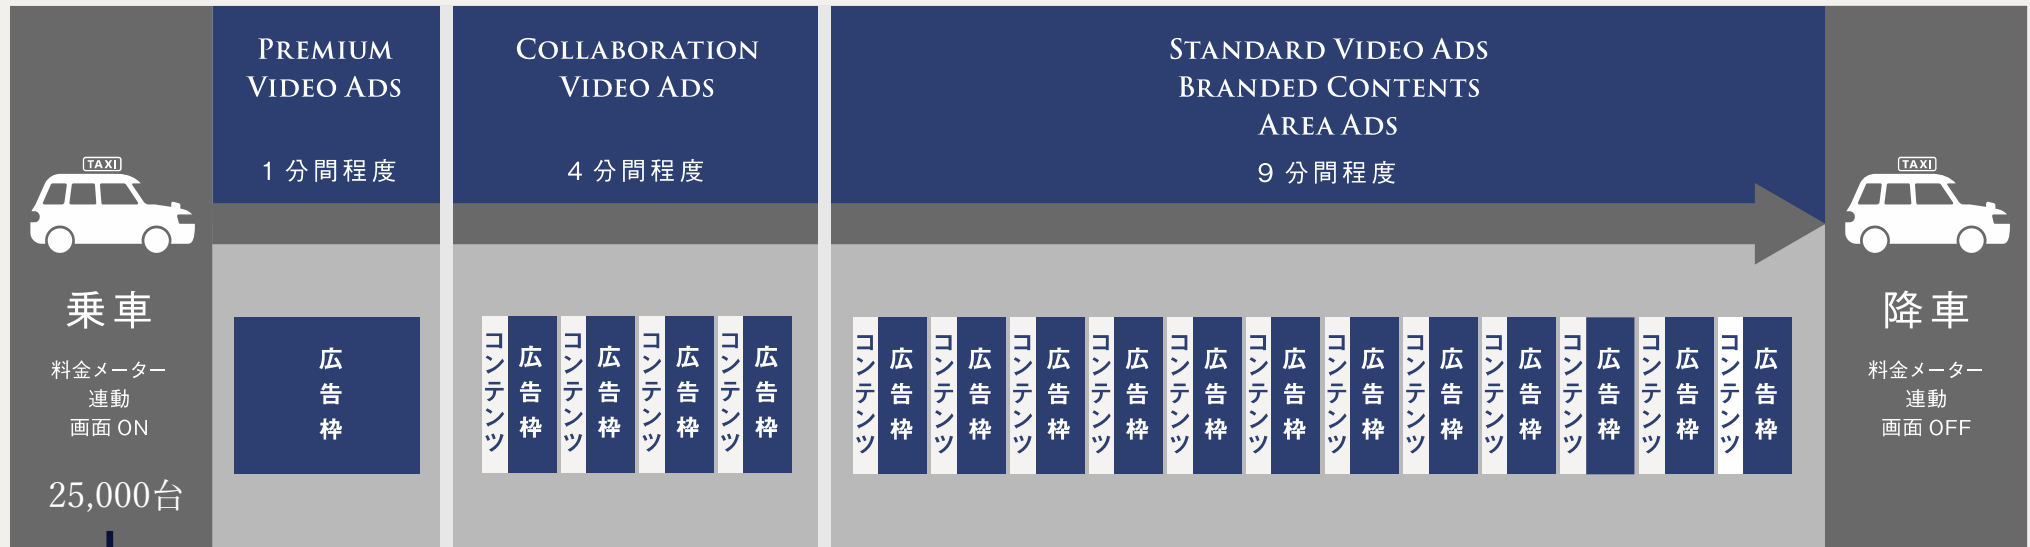 TAXI
乗車
料金メーター
連動
画面 ON
25,000台
PREMIUM
VIDEO ADS
1 分間程度
広告枠
COLLABORATION
VIDEO ADS
4 分間程度
コンテンツ
広告枠
コンテンツ
広告枠
コンテンツ
広告枠
コンテンツ
広告枠
STANDARD VIDEO ADS
BRANDED CONTENTS
AREA ADS
9 分間程度
コンテンツ
広告枠
コンテンツ
広告枠
コンテンツ
広告枠
コンテンツ
広告枠
コンテンツ
広告枠
コンテンツ
広告枠
コンテンツ
広告枠
コンテンツ
広告枠
コンテンツ
広告枠
コンテンツ
広告枠
コンテンツ
広告枠
コンテンツ
広告枠
TAXI
降車
料金メーター
連動
画面 OFF